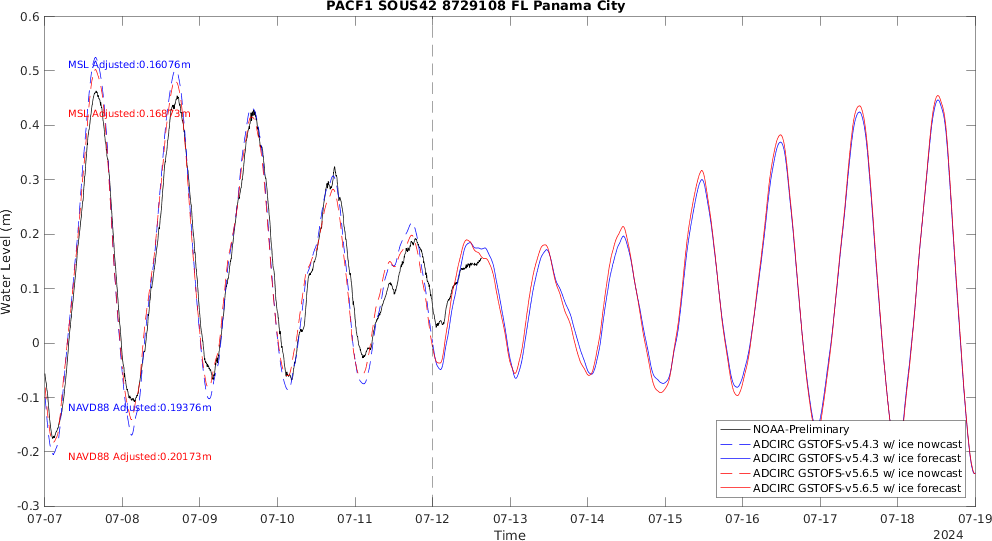 PACF1 SOUS42 8729108 FL Panama City
0.6
0.5
0.4
0.3
0.2
0.1
0
-0.1
-0.2
-0.3
Water Level (m)
MSL Adjusted:0.16076m
MSL Adjusted:0.16873m
NAVD88 Adjusted:0.19376m
NAVD88 Adjusted:0.20173m
NOAA-Preliminary
ADCIRC GSTOFS-v5.4.3 w/ ice nowcast
ADCIRC GSTOFS-v5.4.3 w/ ice forecast
ADCIRC GSTOFS-v5.6.5 w/ ice nowcast
ADCIRC GSTOFS-v5.6.5 w/ ice forecast
07-07 07-08 07-09 07-10 07-11 07-12 07-13 07-14 07-15 07-16 07-17 07-18 07-19
Time
2024